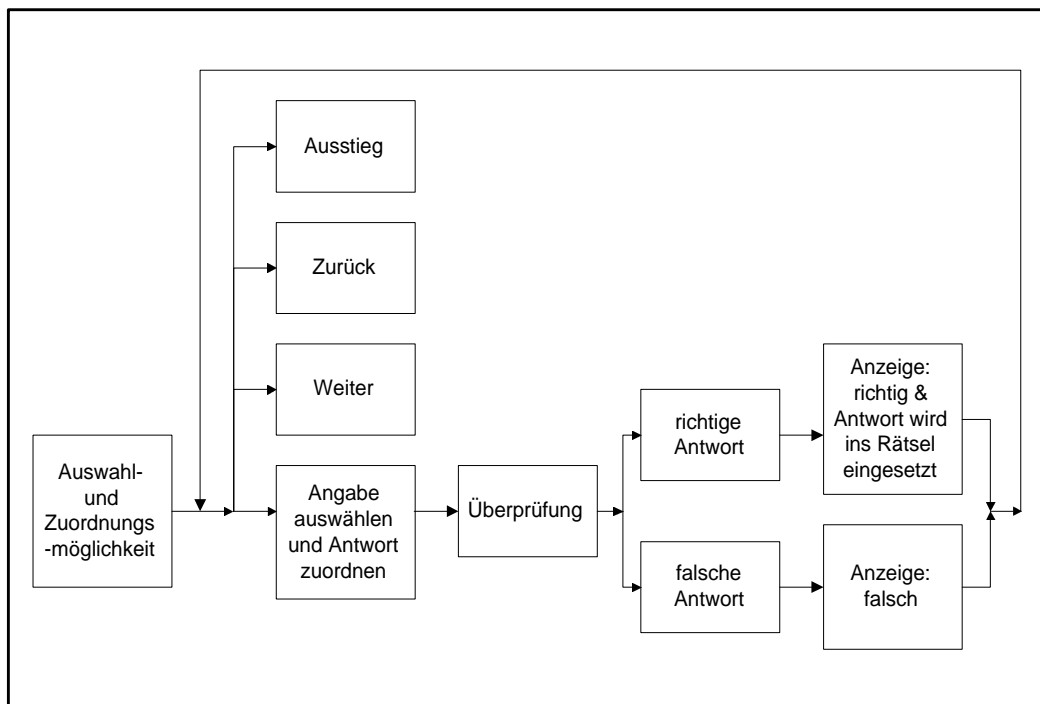 Ausstieg
Zurück
Weiter
Auswahl-
und
Zuordnungs
-möglichkeit
Angabe
auswählen
und Antwort
zuordnen
Überprüfung
richtige
Antwort
falsche
Antwort
Anzeige:
richtig &
Antwort wird
ins Rätsel
eingesetzt
Anzeige:
falsch